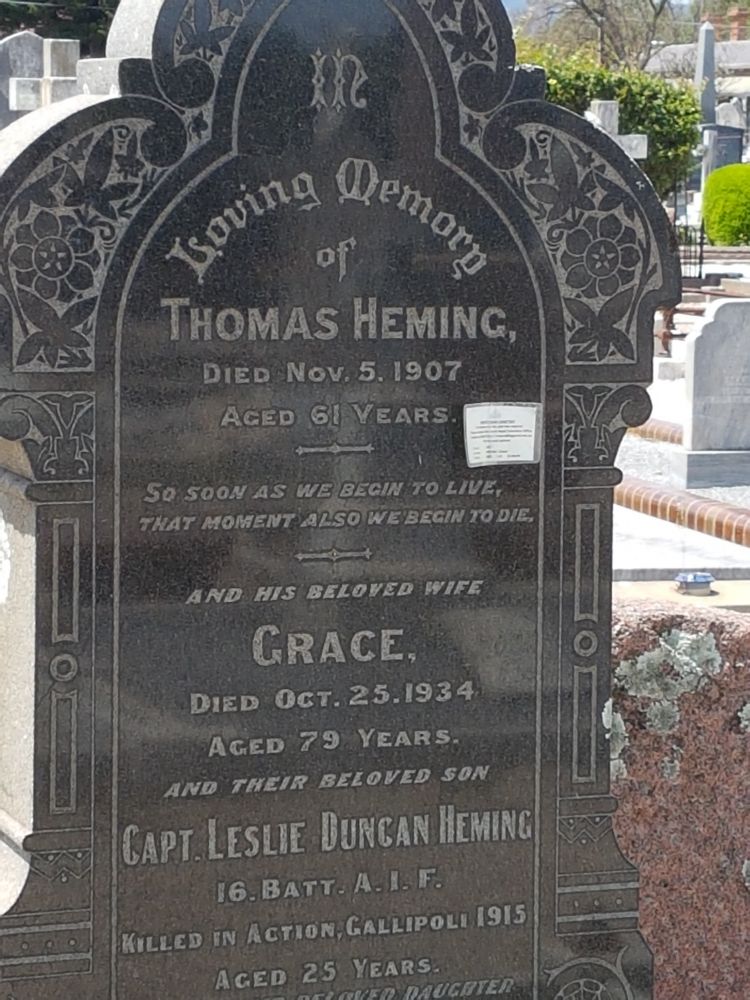 In
Loving Memory
of
THOMAS HEMING,
DIED NOV. 5. 1907
AGED 61 YEARS.
SO SOON AS WE BEGIN TO LIVE,
THAT MOMENT ALSO WE BEGIN TO DIE.
AND HIS BELOVED WIFE
GRACE,
DIED OCT. 25. 1934
AGED 79 YEARS.
AND THEIR BELOVED SON
CAPT. LESLIE DUNCAN HEMING
16. BATT. A. I. F.
KILLED IN ACTION, GALLIPOLI 1915
AGED 25 YEARS.
BELOVED DAUGHTER